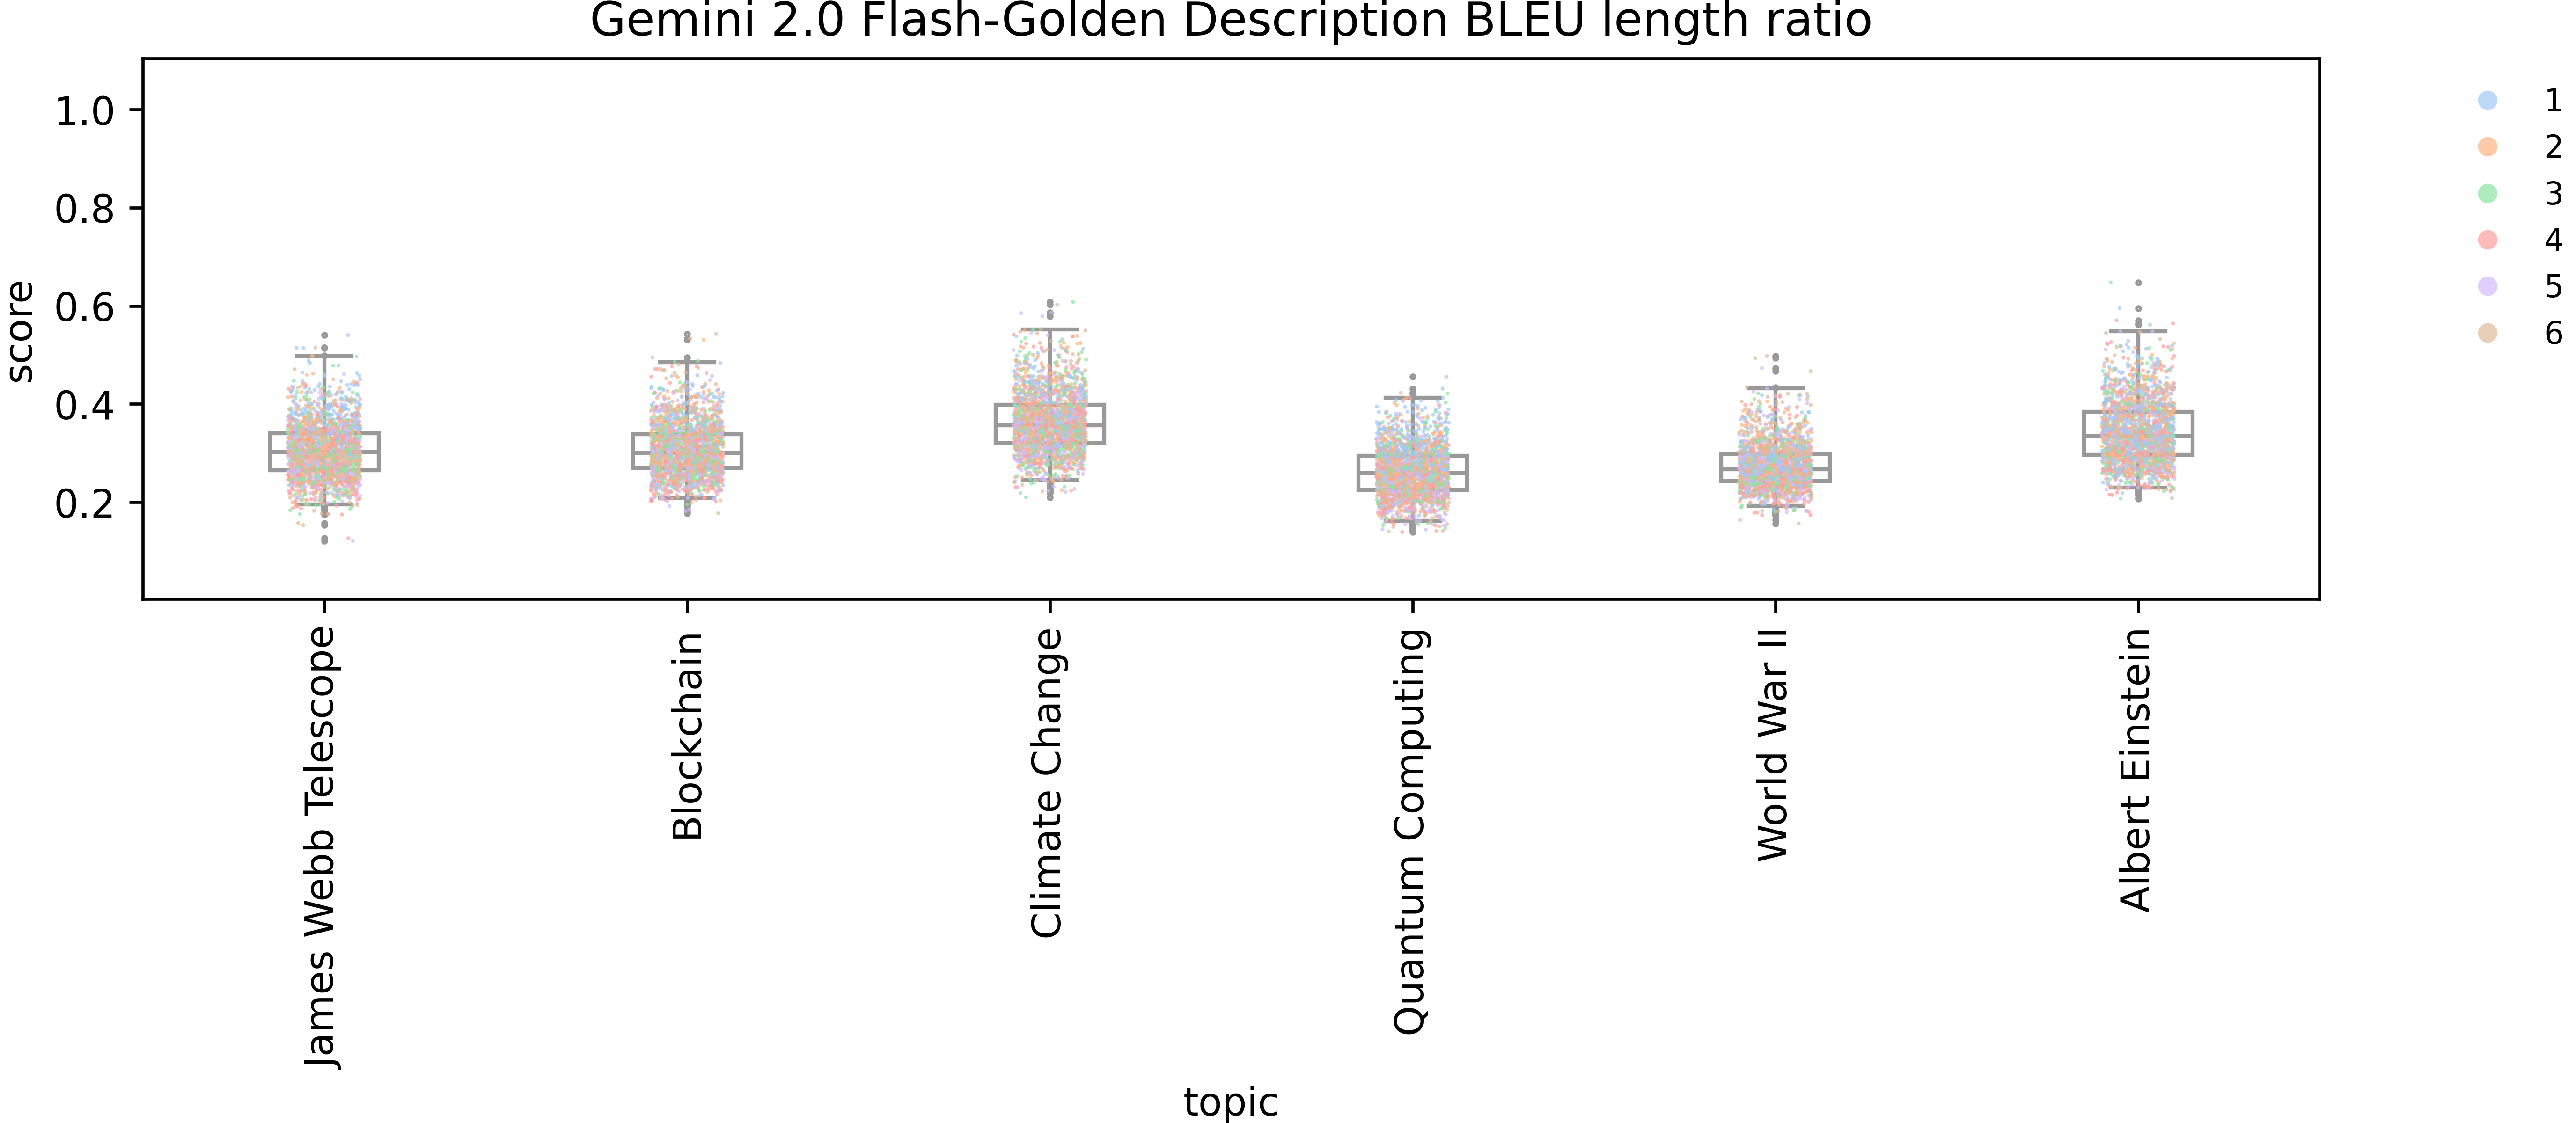 Gemini 2.0 Flash-Golden Description BLEU length ratio
1.0
0.8
0.6
0.4
0.2
score
James Webb Telescope
Blockchain
Climate Change
Quantum Computing
World War II
Albert Einstein
topic
1
2
3
4
5
6